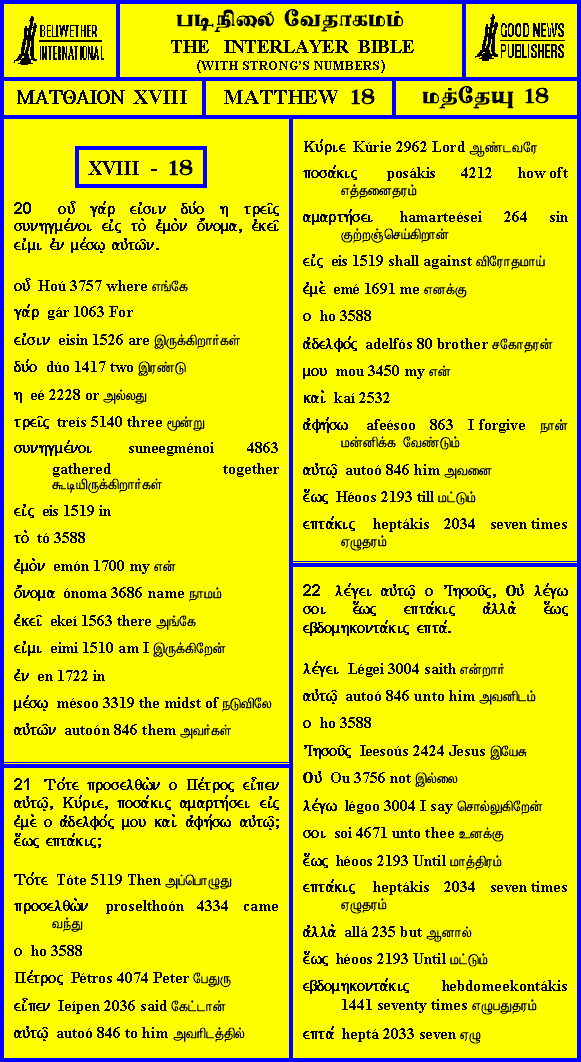 BELLWETHER
INTERNATIONAL
படிநிலை வேதாகமம்
THE INTERLAYER BIBLE
(WITH STRONG'S NUMBERS)
GOOD NEWS
PUBLISHERS
ΜΑΤΘΑΙΟΝ XVIII
MATTHEW 18
மத்தேயு 18
XVIII - 18
20 οὗ γάρ εἰσιν δύο η τρεῖς
συνηγμένοι εἰς τὸ ἐμὸν ὄνομα, ἐκεῖ
εἰμι ἐν μέσῳ αὐτῶν.
οὗ Hoú 3757 where எங்கே
γάρ gár 1063 For
εἰσιν eisin 1526 are இருக்கிறார்கள்
δύο dúo 1417 two இரண்டு
η eé 2228 or அல்லது
τρεῖς treís 5140 three மூன்று
συνηγμένοι suneegménoi 4863
gathered together
கூடியிருக்கிறார்கள்
εἰς eis 1519 in
τὸ tó 3588
ἐμὸν emón 1700 my என்
ὄνομα ónoma 3686 name நாமம்
ἐκεῖ ekeí 1563 there அங்கே
εἰμι eimi 1510 am I இருக்கிறேன்
ἐν en 1722 in
μέσῳ mésoo 3319 the midst of நடுவிலே
αὐτῶν autoón 846 them அவர்கள்
21 Τότε προσελθὼν ο Πέτρος εἶπεν
αὐτῷ, Κύριε, ποσάκις αμαρτήσει εἰς
ἐμὲ ο ἀδελφός μου καὶ ἀφήσω αὐτῷ;
ἕως επτάκις;
Τότε Tóte 5119 Then அப்பொழுது
προσελθὼν proselthoón 4334 came
வந்து
ο ho 3588
Πέτρος Pétros 4074 Peter பேதுரு
εἶπεν Ieípen 2036 said கேட்டான்
αὐτῷ autoó 846 to him அவரிடத்தில்
Κύριε Kúrie 2962 Lord ஆண்டவரே
ποσάκις posákis 4212 how oft
எத்தனைதரம்
αμαρτήσει hamarteései 264 sin
குற்றஞ்செய்கிறான்
εἰς eis 1519 shall against விரோதமாய்
ἐμὲ emé 1691 me எனக்கு
ο ho 3588
ἀδελφός adelfós 80 brother சகோதரன்
μου mou 3450 my என்
καὶ kaí 2532
ἀφήσω afeésoo 863 I forgive நான்
மன்னிக்க வேண்டும்
αὐτῷ autoó 846 him அவனை
ἕως Héoos 2193 till மட்டும்
επτάκις heptákis 2034 seven times
ஏழுதரம்
22 λέγει αὐτῷ ο Ἰησοῦς, Οὐ λέγω
σοι ἕως επτάκις ἀλλὰ ἕως
εβδομηκοντάκις επτά.
λέγει Légei 3004 saith என்றார்
αὐτῷ autoó 846 unto him அவனிடம்
ο ho 3588
Ἰησοῦς Ieesoús 2424 Jesus இயேசு
Οὐ Ou 3756 not இல்லை
λέγω légoo 3004 I say சொல்லுகிறேன்
σοι soi 4671 unto thee உனக்கு
ἕως héoos 2193 Until மாத்திரம்
επτάκις heptákis 2034 seven times
ஏழுதரம்
ἀλλὰ allá 235 but ஆனால்
ἕως héoos 2193 Until மட்டும்
εβδομηκοντάκις hebdomeekontákis
1441 seventy times எழுபதுதரம்
επτά heptá 2033 seven ஏழு